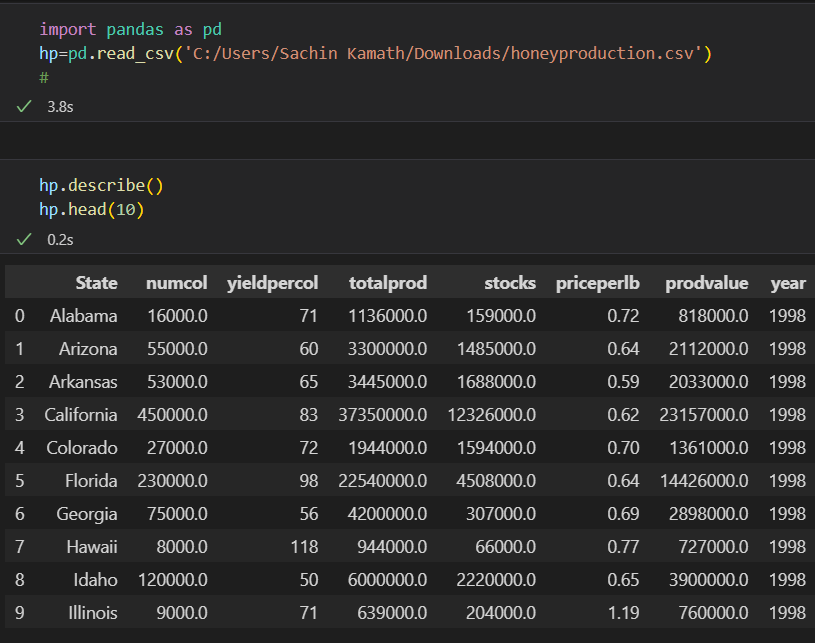 import pandas as pd
hp=pd.read_csv('C:/Users/Sachin Kamath/Downloads/honeyproduction.csv')
#
✓ 3.8s
hp.describe()
hp.head(10)
✓ 0.2s
State numcol yieldpercol totalprod stocks priceperlb prodvalue year
0 Alabama 16000.0 71 1136000.0 159000.0 0.72 818000.0 1998
1 Arizona 55000.0 60 3300000.0 1485000.0 0.64 2112000.0 1998
2 Arkansas 53000.0 65 3445000.0 1688000.0 0.59 2033000.0 1998
3 California 450000.0 83 37350000.0 12326000.0 0.62 23157000.0 1998
4 Colorado 27000.0 72 1944000.0 1594000.0 0.70 1361000.0 1998
5 Florida 230000.0 98 22540000.0 4508000.0 0.64 14426000.0 1998
6 Georgia 75000.0 56 4200000.0 307000.0 0.69 2898000.0 1998
7 Hawaii 8000.0 118 944000.0 66000.0 0.77 727000.0 1998
8 Idaho 120000.0 50 6000000.0 2220000.0 0.65 3900000.0 1998
9 Illinois 9000.0 71 639000.0 204000.0 1.19 760000.0 1998